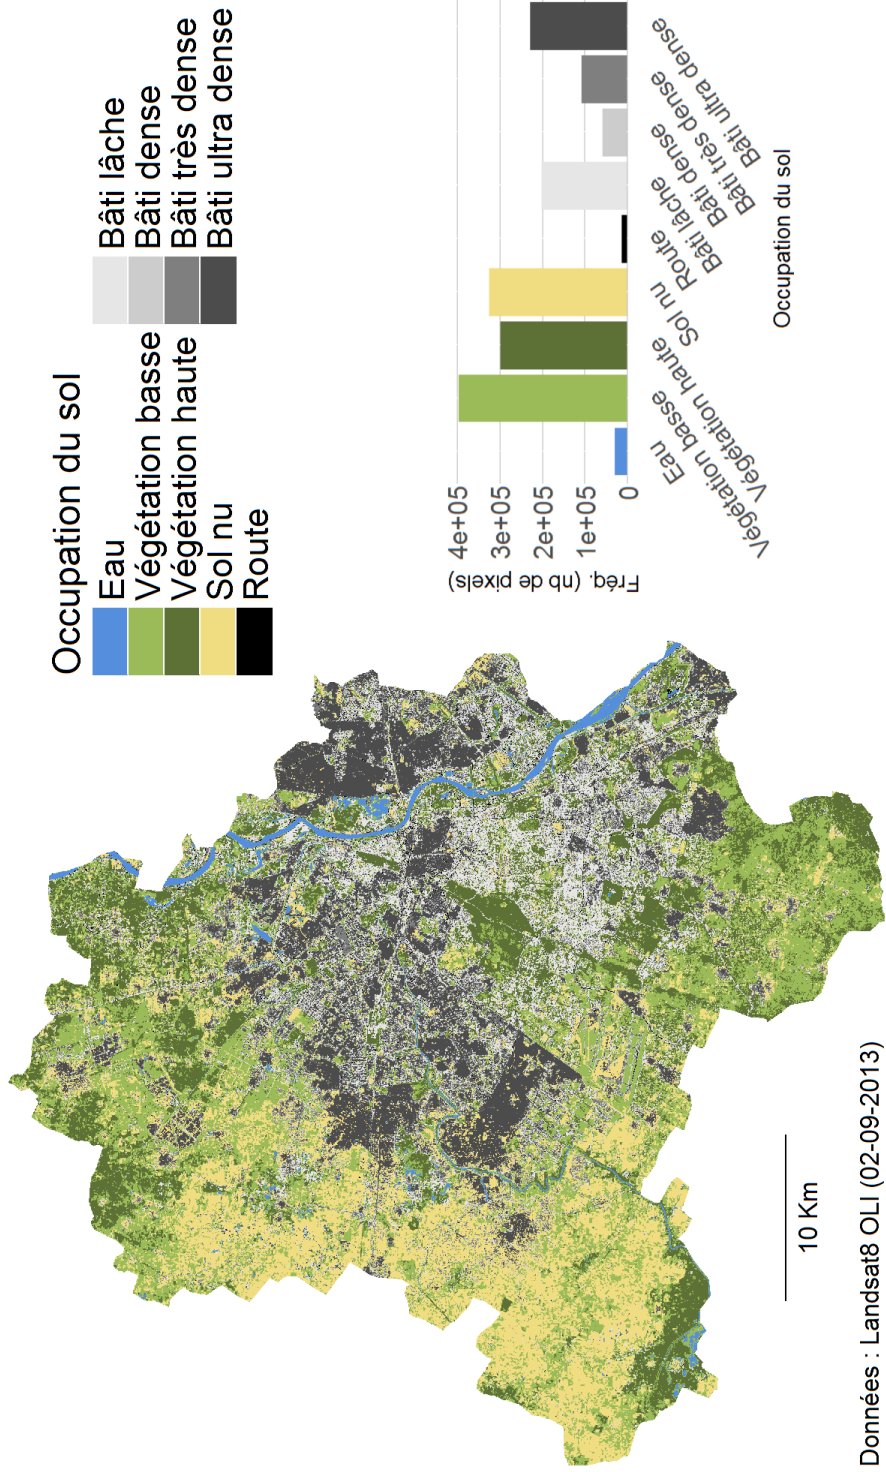 Occupation du sol
Eau
Végétation basse
Végétation haute
Sol nu
Route
Bâti lâche
Bâti dense
Bâti très dense
Bâti ultra dense
Fréq. (nb de pixels)
4e+05
3e+05
2e+05
1e+05
0
Eau
Végétation basse
Végétation haute
Sol nu
Route
Bâti lâche
Bâti dense
Bâti très dense
Bâti ultra dense
Occupation du sol
10 Km
Données : Landsat8 OLI (02-09-2013)